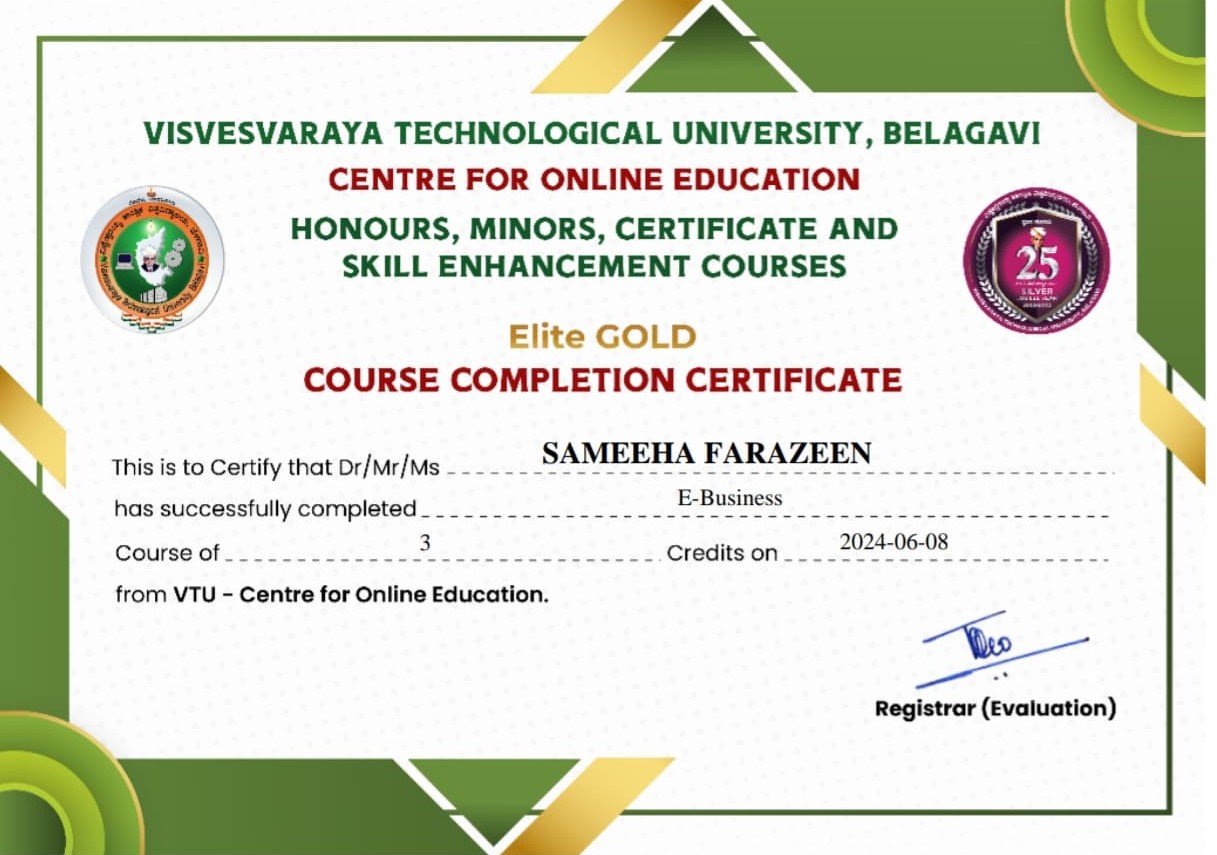 VISVESVARAYA TECHNOLOGICAL UNIVERSITY, BELAGAVI
CENTRE FOR ONLINE EDUCATION
HONOURS, MINORS, CERTIFICATE AND
SKILL ENHANCEMENT COURSES
25
SILVER
Elite GOLD
COURSE COMPLETION CERTIFICATE
This is to Certify that Dr/Mr/Ms SAMEEHA FARAZEEN
has successfully completed E-Business
Course of 3 Credits on 2024-06-08
from VTU - Centre for Online Education.
Registrar (Evaluation)